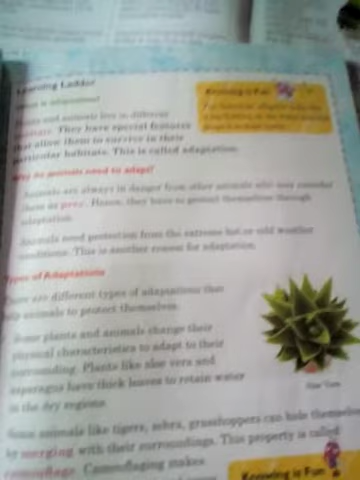 Learning Ladder
What is adaptation?
Plants and animals live in different
habitats. They have special features
that allow them to survive in their
particular habitats. This is called adaptation.
Knowing is Fun
Why do animals need to adapt?
Animals are always in danger from other animals who may consider
them as prey. Hence, they have to protect themselves through
adaptation.
Animals need protection from the extreme hot or cold weather
conditions. This is another reason for adaptation.
Types of Adaptations
There are different types of adaptations that
help animals to protect themselves.
Some plants and animals change their
physical characteristics to adapt to their
surrounding. Plants like aloe vera and
asparagus have thick leaves to retain water
in the dry regions.
Aloe Vera
Some animals like tigers, zebra, grasshoppers can hide themselves
by merging with their surroundings. This property is called
camouflage. Camouflaging makes
Knowing is Fun